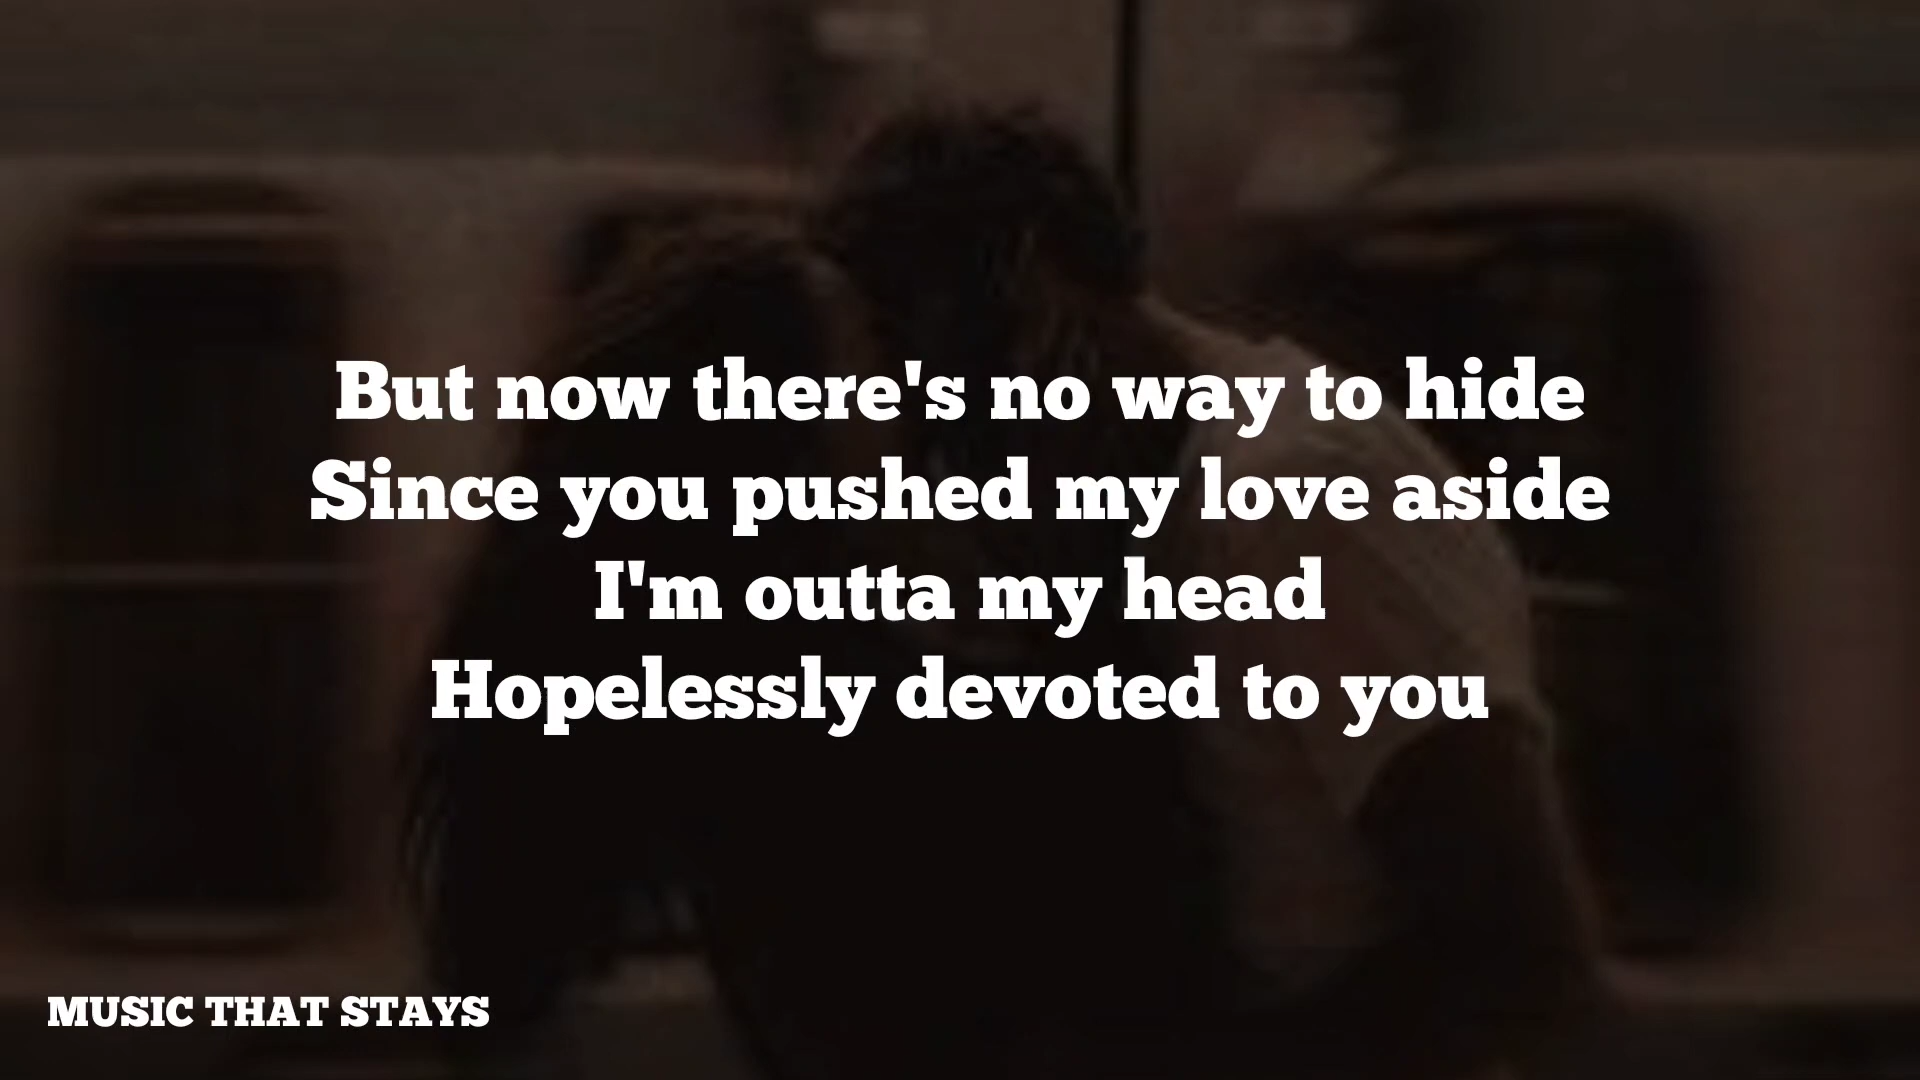 But now there's no way to hide
Since you pushed my love aside
I'm outta my head
Hopelessly devoted to you
MUSIC THAT STAYS